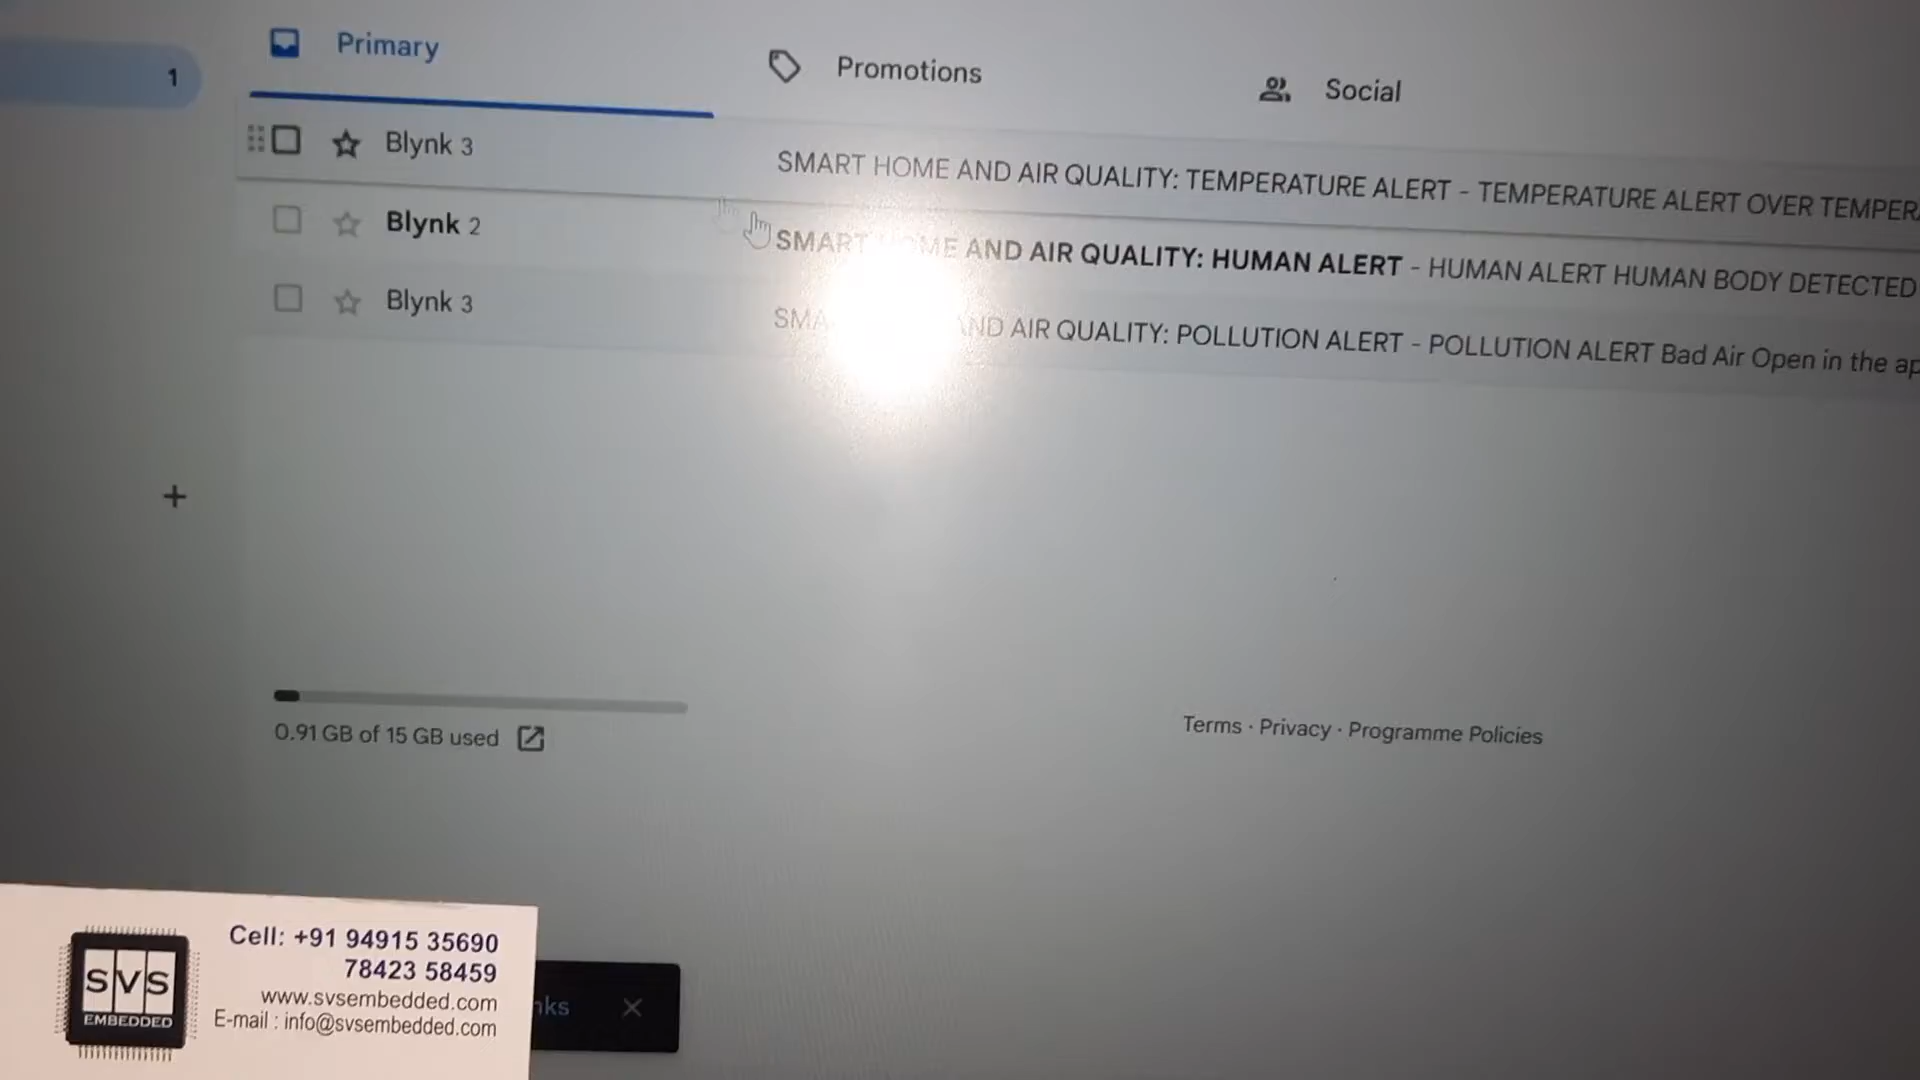 1
Primary
Promotions
Social
Blynk 3
SMART HOME AND AIR QUALITY: TEMPERATURE ALERT - TEMPERATURE ALERT OVER
Blynk 2
SMART AND AIR QUALITY: HUMAN ALERT - HUMAN ALERT HUMAN BODY DETECTED
Blynk 3
AND AIR QUALITY: POLLUTION ALERT - POLLUTION ALERT Bad Air Open in the
+
0.91 GB of 15 GB used
Terms · Privacy · Programme Policies
SVS
EMBEDDED
Cell: +91 94915 35690
78423 58459
www.svsembedded.com
E-mail : info@svsembedded.com